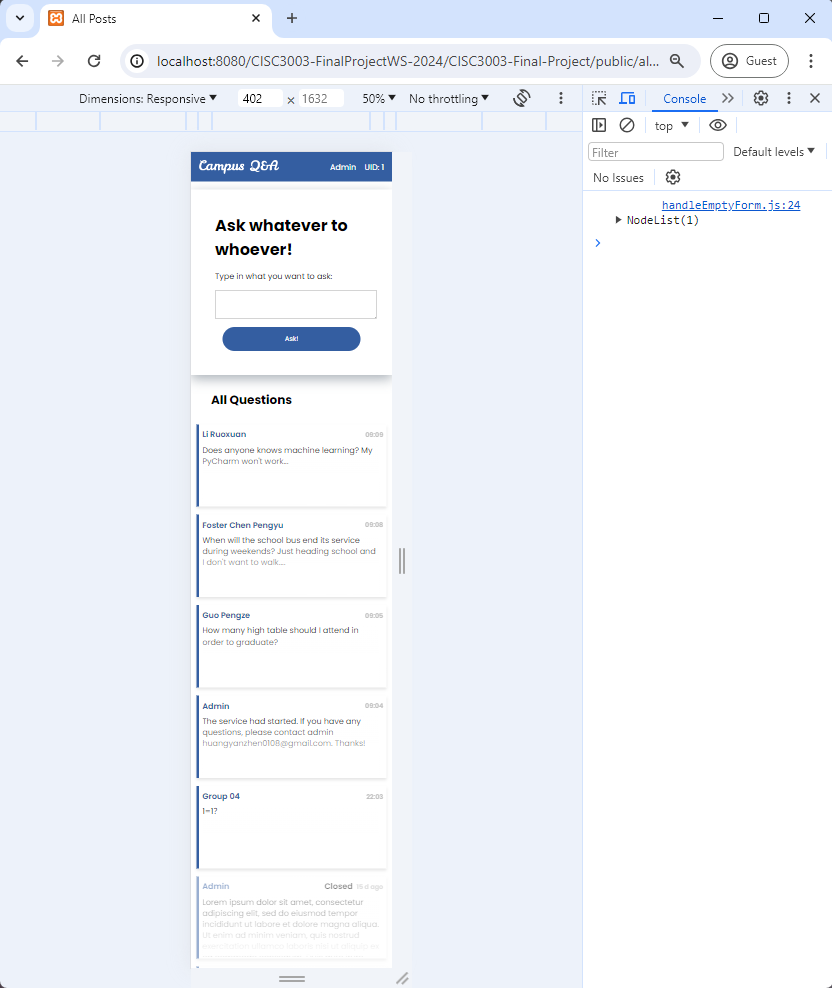 All Posts
localhost:8080/CISC3003-FinalProjectWS-2024/CISC3003-Final-Project/public/al...
Guest
Dimensions: Responsive
402
1632
50%
No throttling
Console
top
Filter
Default levels
No Issues
handleEmptyForm.js:24
NodeList(1)
Campus Q&A
Admin
UID: 1
Ask whatever to
whoever!
Type in what you want to ask:
Ask!
All Questions
Li Ruoxuan
09:09
Does anyone knows machine learning? My
PyCharm won't work...
Foster Chen Pengyu
09:08
When will the school bus end its service
during weekends? Just heading school and
I don't want to walk....
Guo Pengze
09:05
How many high table should I attend in
order to graduate?
Admin
09:04
The service had started. If you have any
questions, please contact admin
huangyanzhen0108@gmail.com. Thanks!
Group 04
22:03
1=1?
Admin
Closed
Lorem ipsum dolor sit amet, consectetur
adipiscing elit, sed do eiusmod tempor
incididunt ut labore et dolore magna aliqua.
Ut enim ad minim veniam, quis nostrud